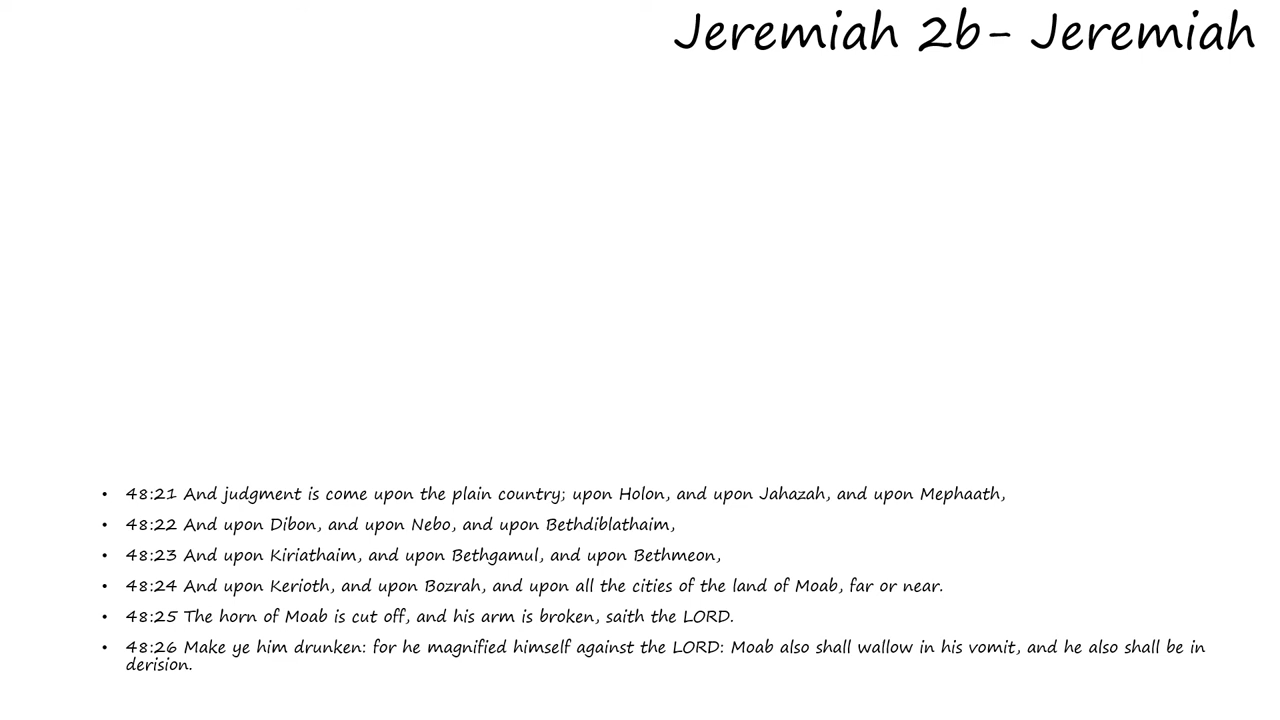 Jeremiah 2b- Jeremiah
• 48:21 And judgment is come upon the plain country; upon Holon, and upon Jahazah, and upon Mephaath,
• 48:22 And upon Dibon, and upon Nebo, and upon Bethdiblathaim,
• 48:23 And upon Kiriathaim, and upon Bethgamul, and upon Bethmeon,
• 48:24 And upon Kerioth, and upon Bozrah, and upon all the cities of the land of Moab, far or near.
• 48:25 The horn of Moab is cut off, and his arm is broken, saith the LORD.
• 48:26 Make ye him drunken: for he magnified himself against the LORD: Moab also shall wallow in his vomit, and he also shall be in
derision.